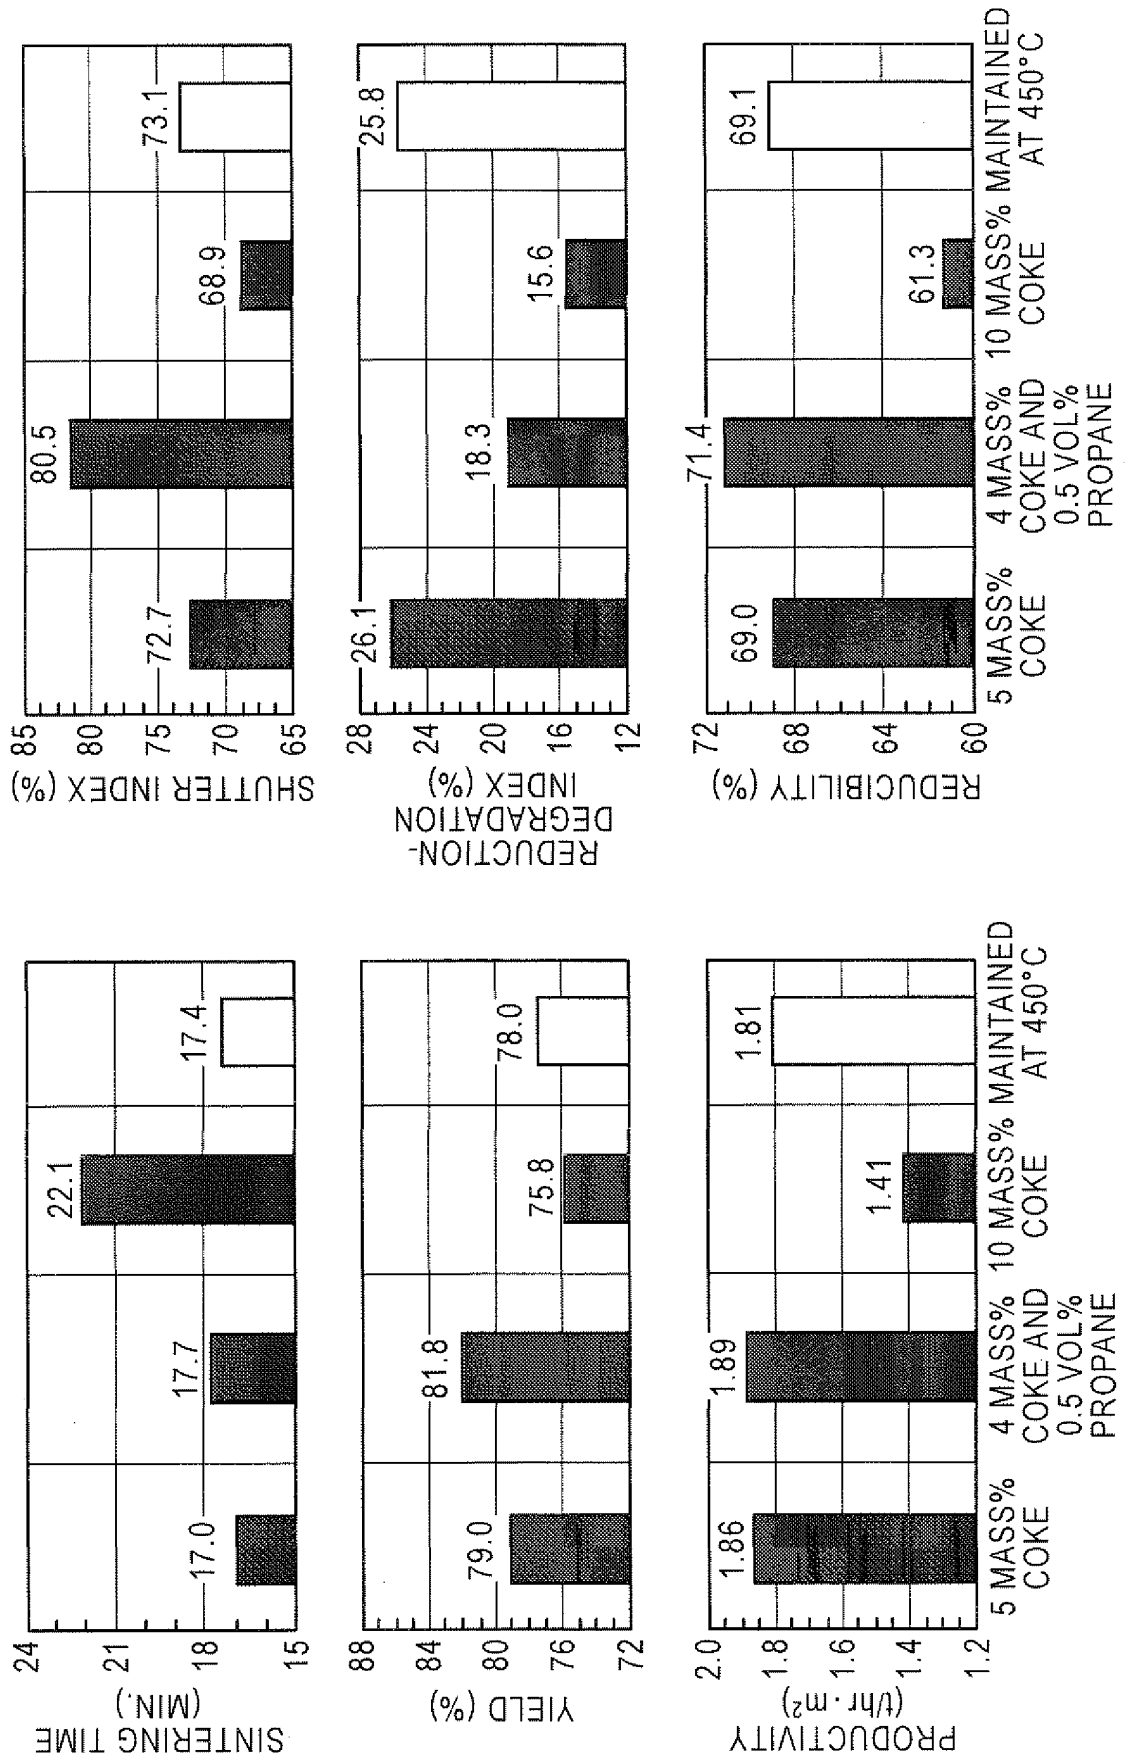 SINTERING TIME
(MIN.)
24
21
18
15
17.0
17.7
22.1
17.4
YIELD (%)
88
84
80
76
72
79.0
81.8
75.8
78.0
PRODUCTIVITY
(t/hr·m²)
2.0
1.8
1.6
1.4
1.2
1.86
1.89
1.41
1.81
5 MASS%
COKE
4 MASS%
COKE AND
0.5 VOL%
PROPANE
10 MASS%
COKE
MAINTAINED
AT 450°C
SHUTTER INDEX (%)
85
80
75
70
65
72.7
80.5
68.9
73.1
REDUCTION-
DEGRADATION
INDEX (%)
28
24
20
16
12
26.1
18.3
15.6
25.8
REDUCIBILITY (%)
72
68
64
60
69.0
71.4
61.3
69.1
5 MASS%
COKE
4 MASS%
COKE AND
0.5 VOL%
PROPANE
10 MASS%
COKE
MAINTAINED
AT 450°C